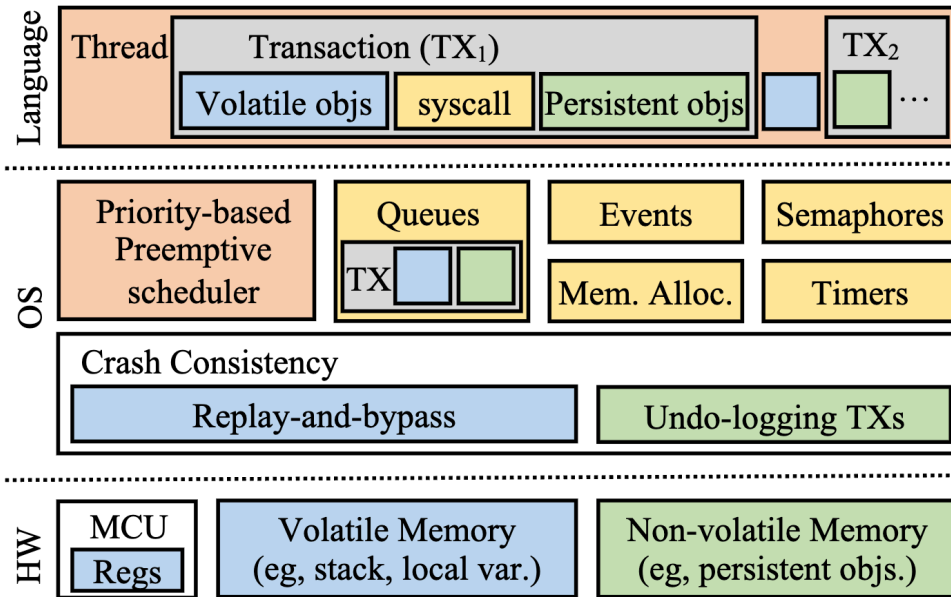 Language
Thread
Transaction (TX₁)
TX₂
Volatile objs
syscall
Persistent objs
...
OS
Priority-based
Preemptive
scheduler
Queues
TX
Events
Semaphores
Mem. Alloc.
Timers
Crash Consistency
Replay-and-bypass
Undo-logging TXs
HW
MCU
Regs
Volatile Memory
(eg, stack, local var.)
Non-volatile Memory
(eg, persistent objs.)